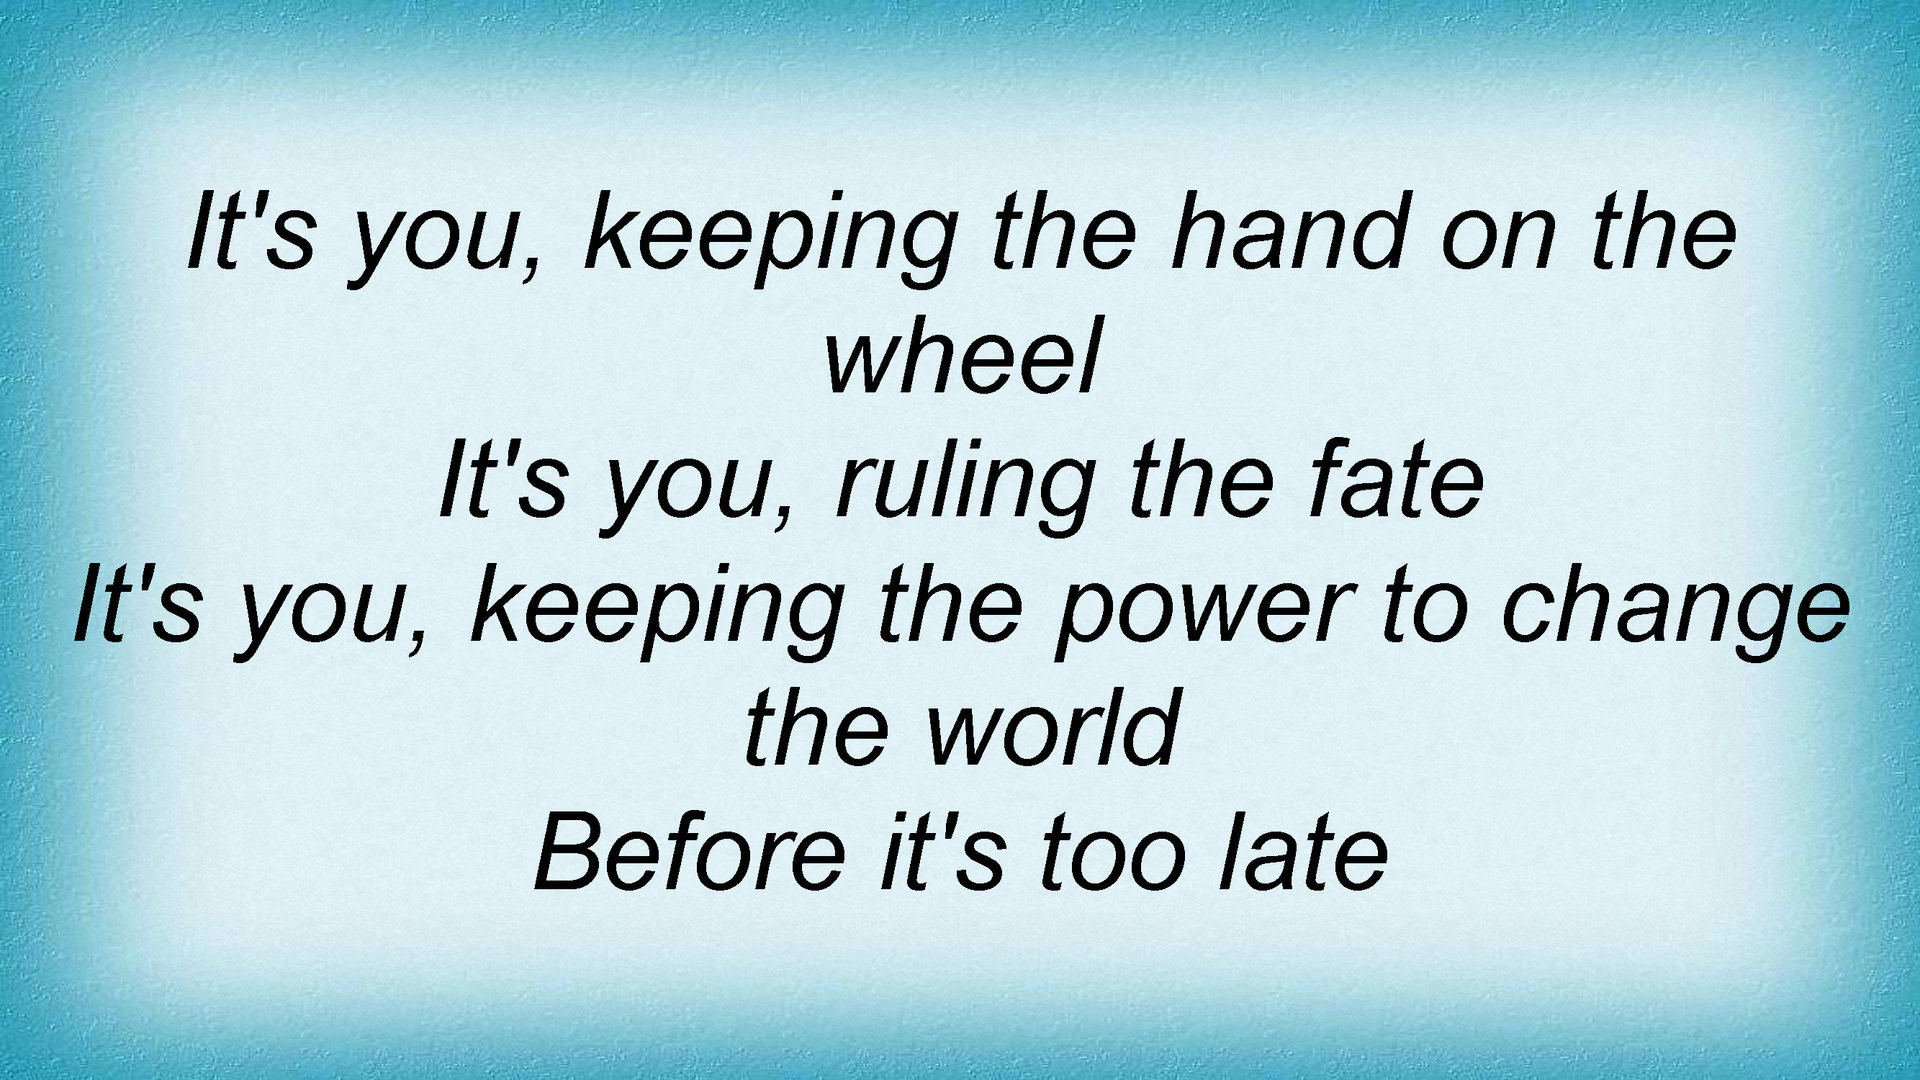 It's you, keeping the hand on the
wheel
It's you, ruling the fate
It's you, keeping the power to change
the world
Before it's too late